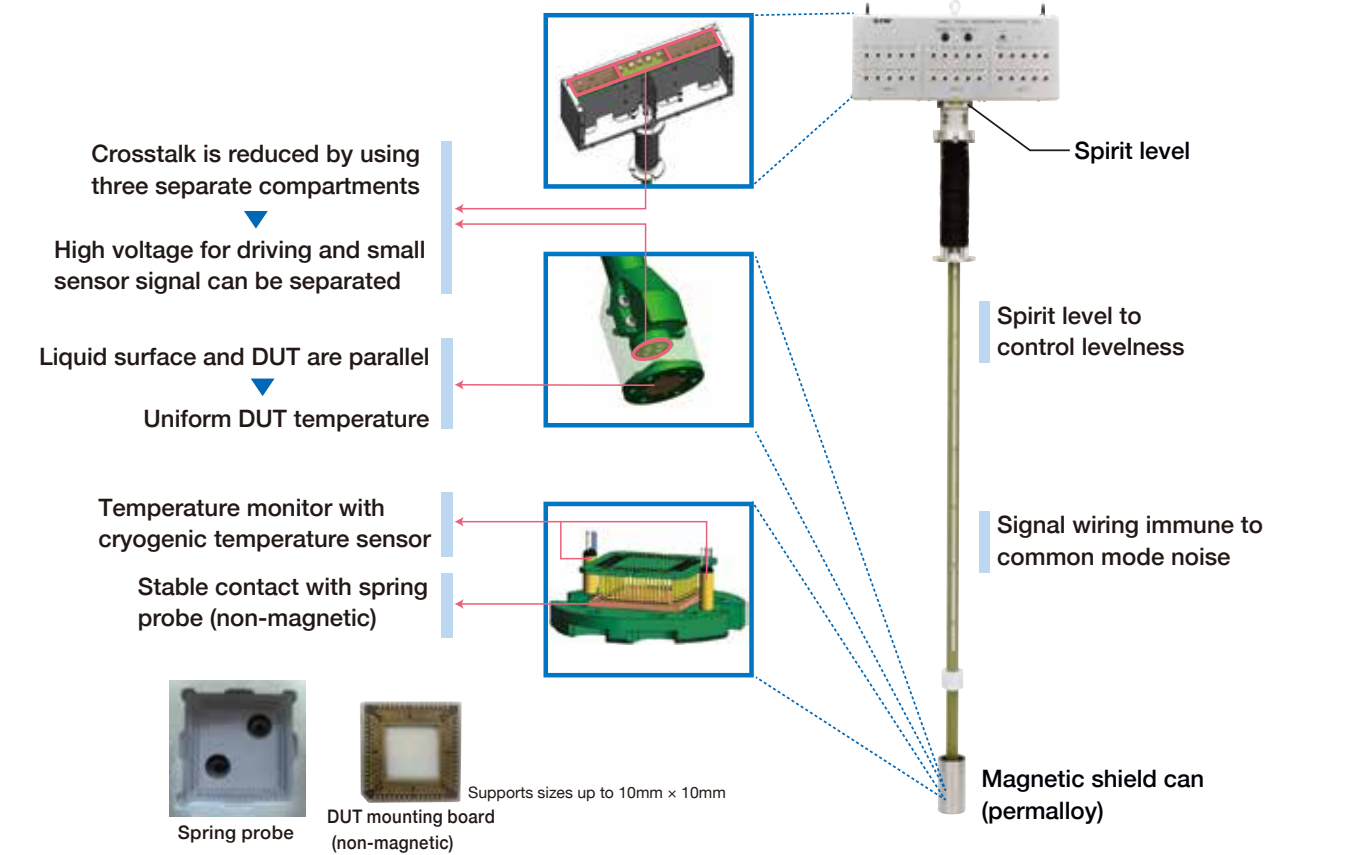 Crosstalk is reduced by using
three separate compartments
High voltage for driving and small
sensor signal can be separated
Liquid surface and DUT are parallel
Uniform DUT temperature
Temperature monitor with
cryogenic temperature sensor
Stable contact with spring
probe (non-magnetic)
Spring probe
DUT mounting board
(non-magnetic)
Supports sizes up to 10mm × 10mm
Spirit level
Spirit level to
control levelness
Signal wiring immune to
common mode noise
Magnetic shield can
(permalloy)